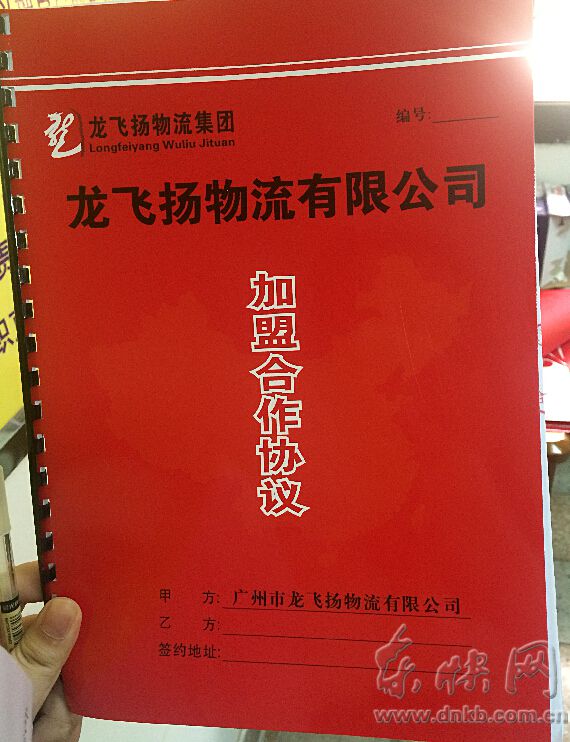 龙飞扬物流集团
Longfeiyang Wuliu Jituan
编号:
龙飞扬物流有限公司
加盟合作协议
甲 方: 广州市龙飞扬物流有限公司
乙 方:
签约地址:
东快网
www.dnkb.com.cn